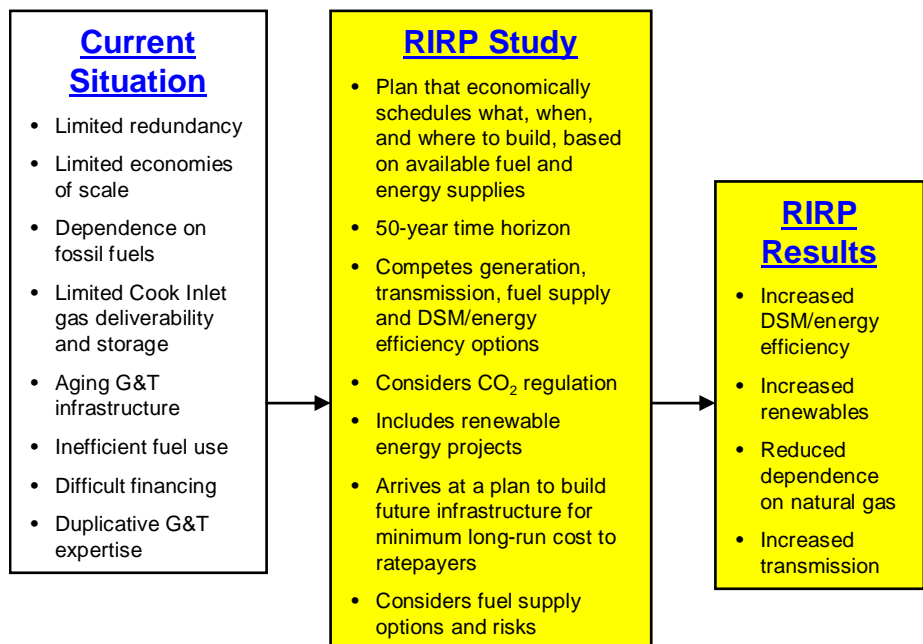 Current
Situation
• Limited redundancy
• Limited economies
of scale
• Dependence on
fossil fuels
• Limited Cook Inlet
gas deliverability
and storage
• Aging G&T
infrastructure
• Inefficient fuel use
• Difficult financing
• Duplicative G&T
expertise
RIRP Study
• Plan that economically
schedules what, when,
and where to build, based
on available fuel and
energy supplies
• 50-year time horizon
• Competes generation,
transmission, fuel supply
and DSM/energy
efficiency options
• Considers CO₂ regulation
• Includes renewable
energy projects
• Arrives at a plan to build
future infrastructure for
minimum long-run cost to
ratepayers
• Considers fuel supply
options and risks
RIRP
Results
• Increased
DSM/energy
efficiency
• Increased
renewables
• Reduced
dependence
on natural gas
• Increased
transmission